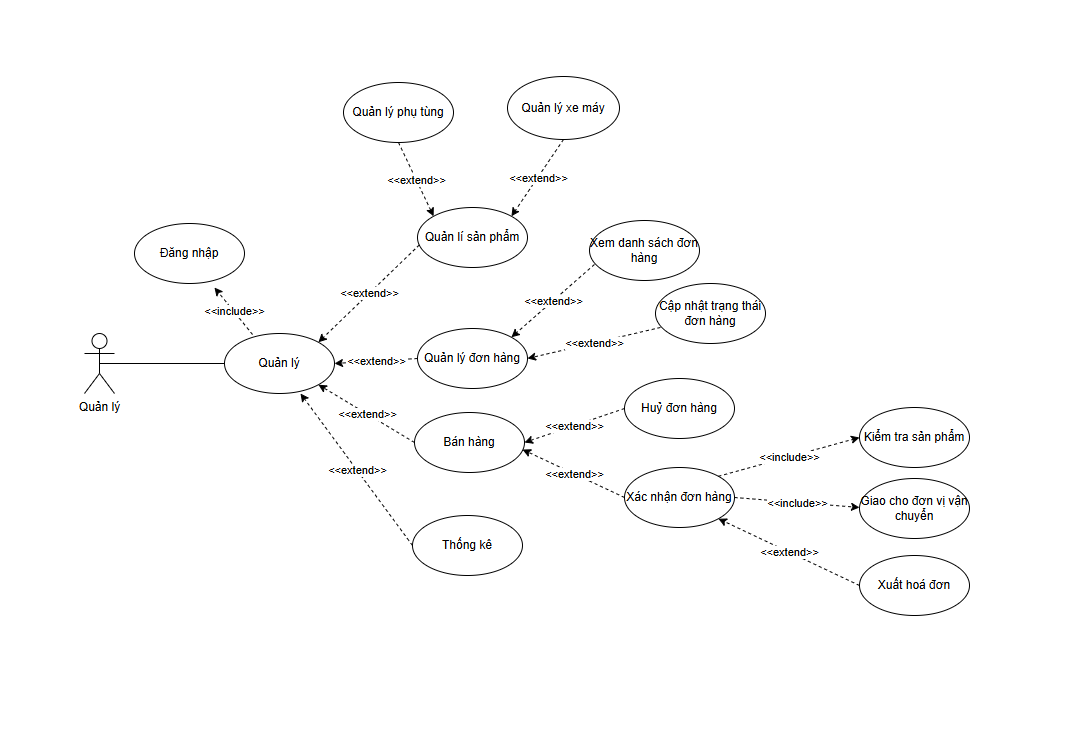 Quản lý phụ tùng
Quản lý xe máy
<<extend>>
<<extend>>
Quản lí sản phẩm
Xem danh sách đơn
hàng
Đăng nhập
<<extend>>
<<extend>>
<<include>>
Cập nhật trạng thái
đơn hàng
<<extend>>
Quản lý
<<extend>>
Quản lý đơn hàng
Quản lý
<<extend>>
Bán hàng
<<extend>>
Huỷ đơn hàng
<<extend>>
<<extend>>
Xác nhận đơn hàng
<<include>>
Kiểm tra sản phẩm
<<include>>
Giao cho đơn vị vận
chuyển
Thống kê
<<extend>>
Xuất hoá đơn